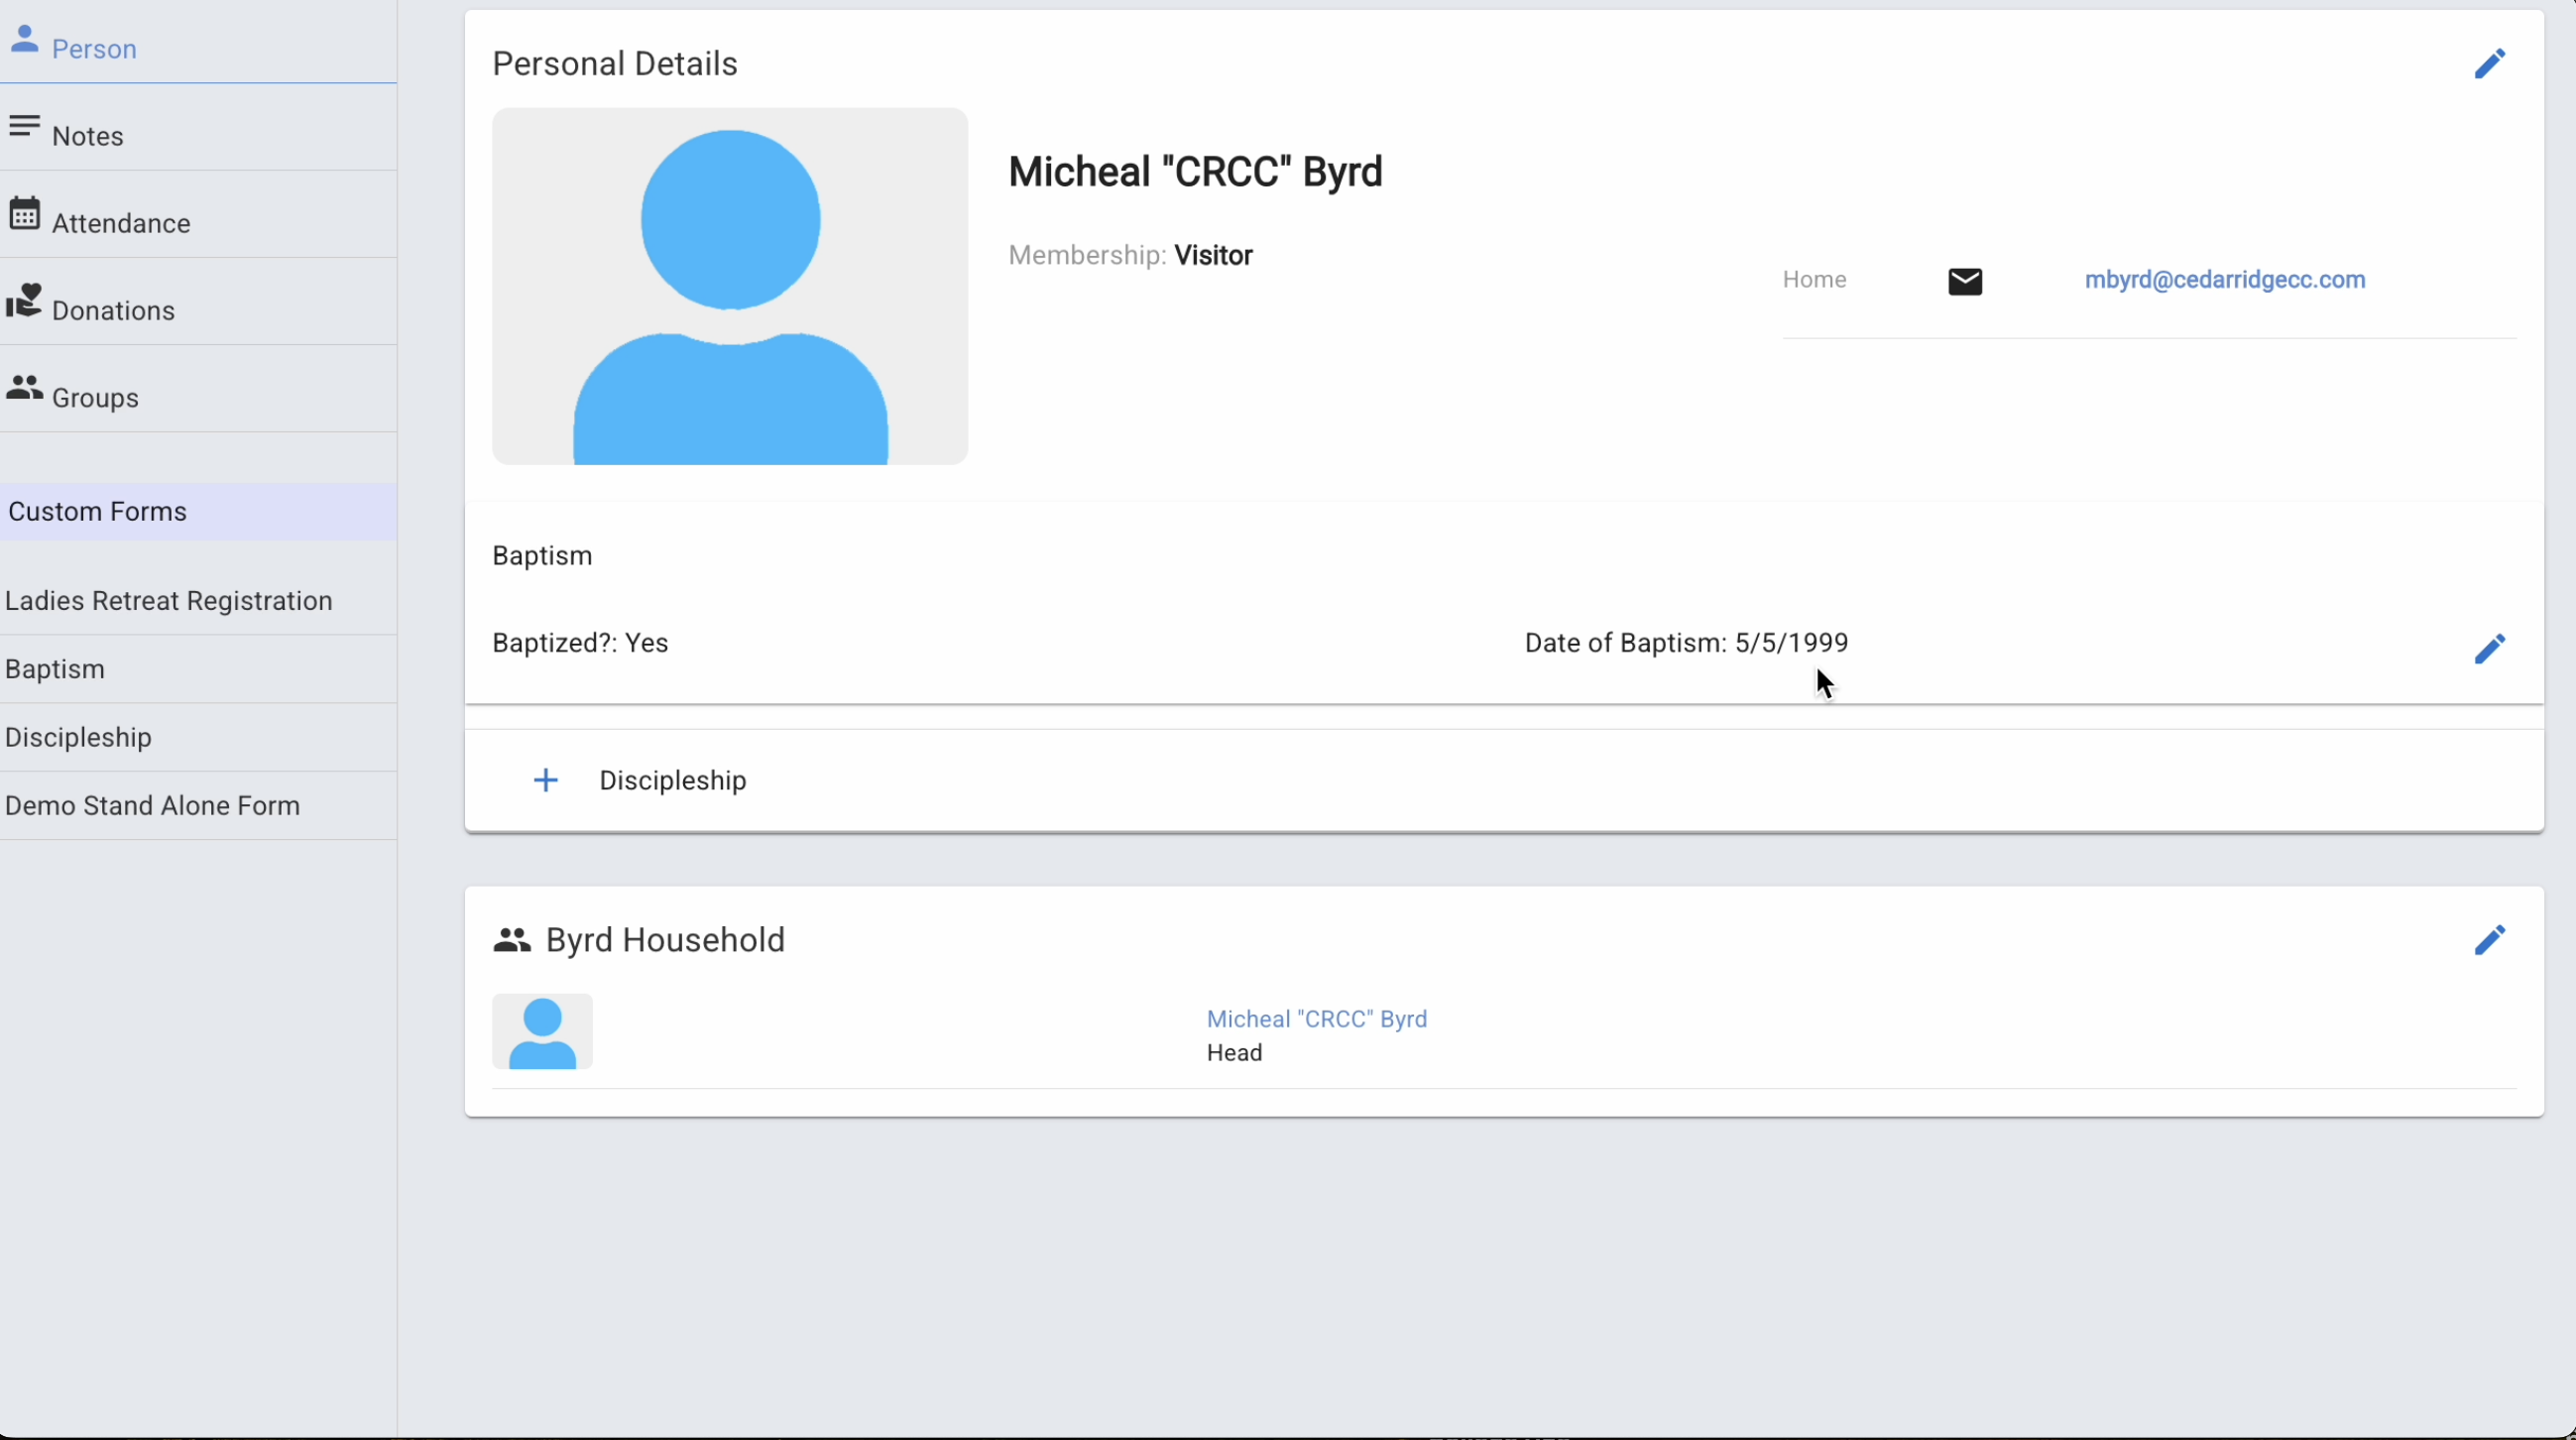 Person
Notes
Attendance
Donations
Groups
Custom Forms
Ladies Retreat Registration
Baptism
Discipleship
Demo Stand Alone Form
Personal Details
Micheal "CRCC" Byrd
Membership: Visitor
Home mbyrd@cedarridgecc.com
Baptism
Baptized?: Yes Date of Baptism: 5/5/1999
Discipleship
Byrd Household
Micheal "CRCC" Byrd
Head